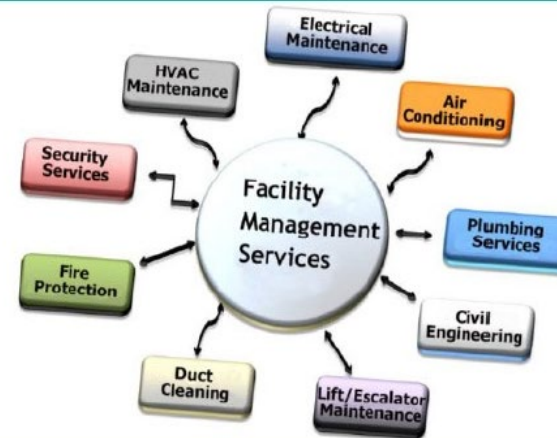 Electrical
Maintenance
HVAC
Maintenance
Air
Conditioning
Security
Services
Facility
Management
Services
Plumbing
Services
Fire
Protection
Civil
Engineering
Duct
Cleaning
Lift/Escalator
Maintenance